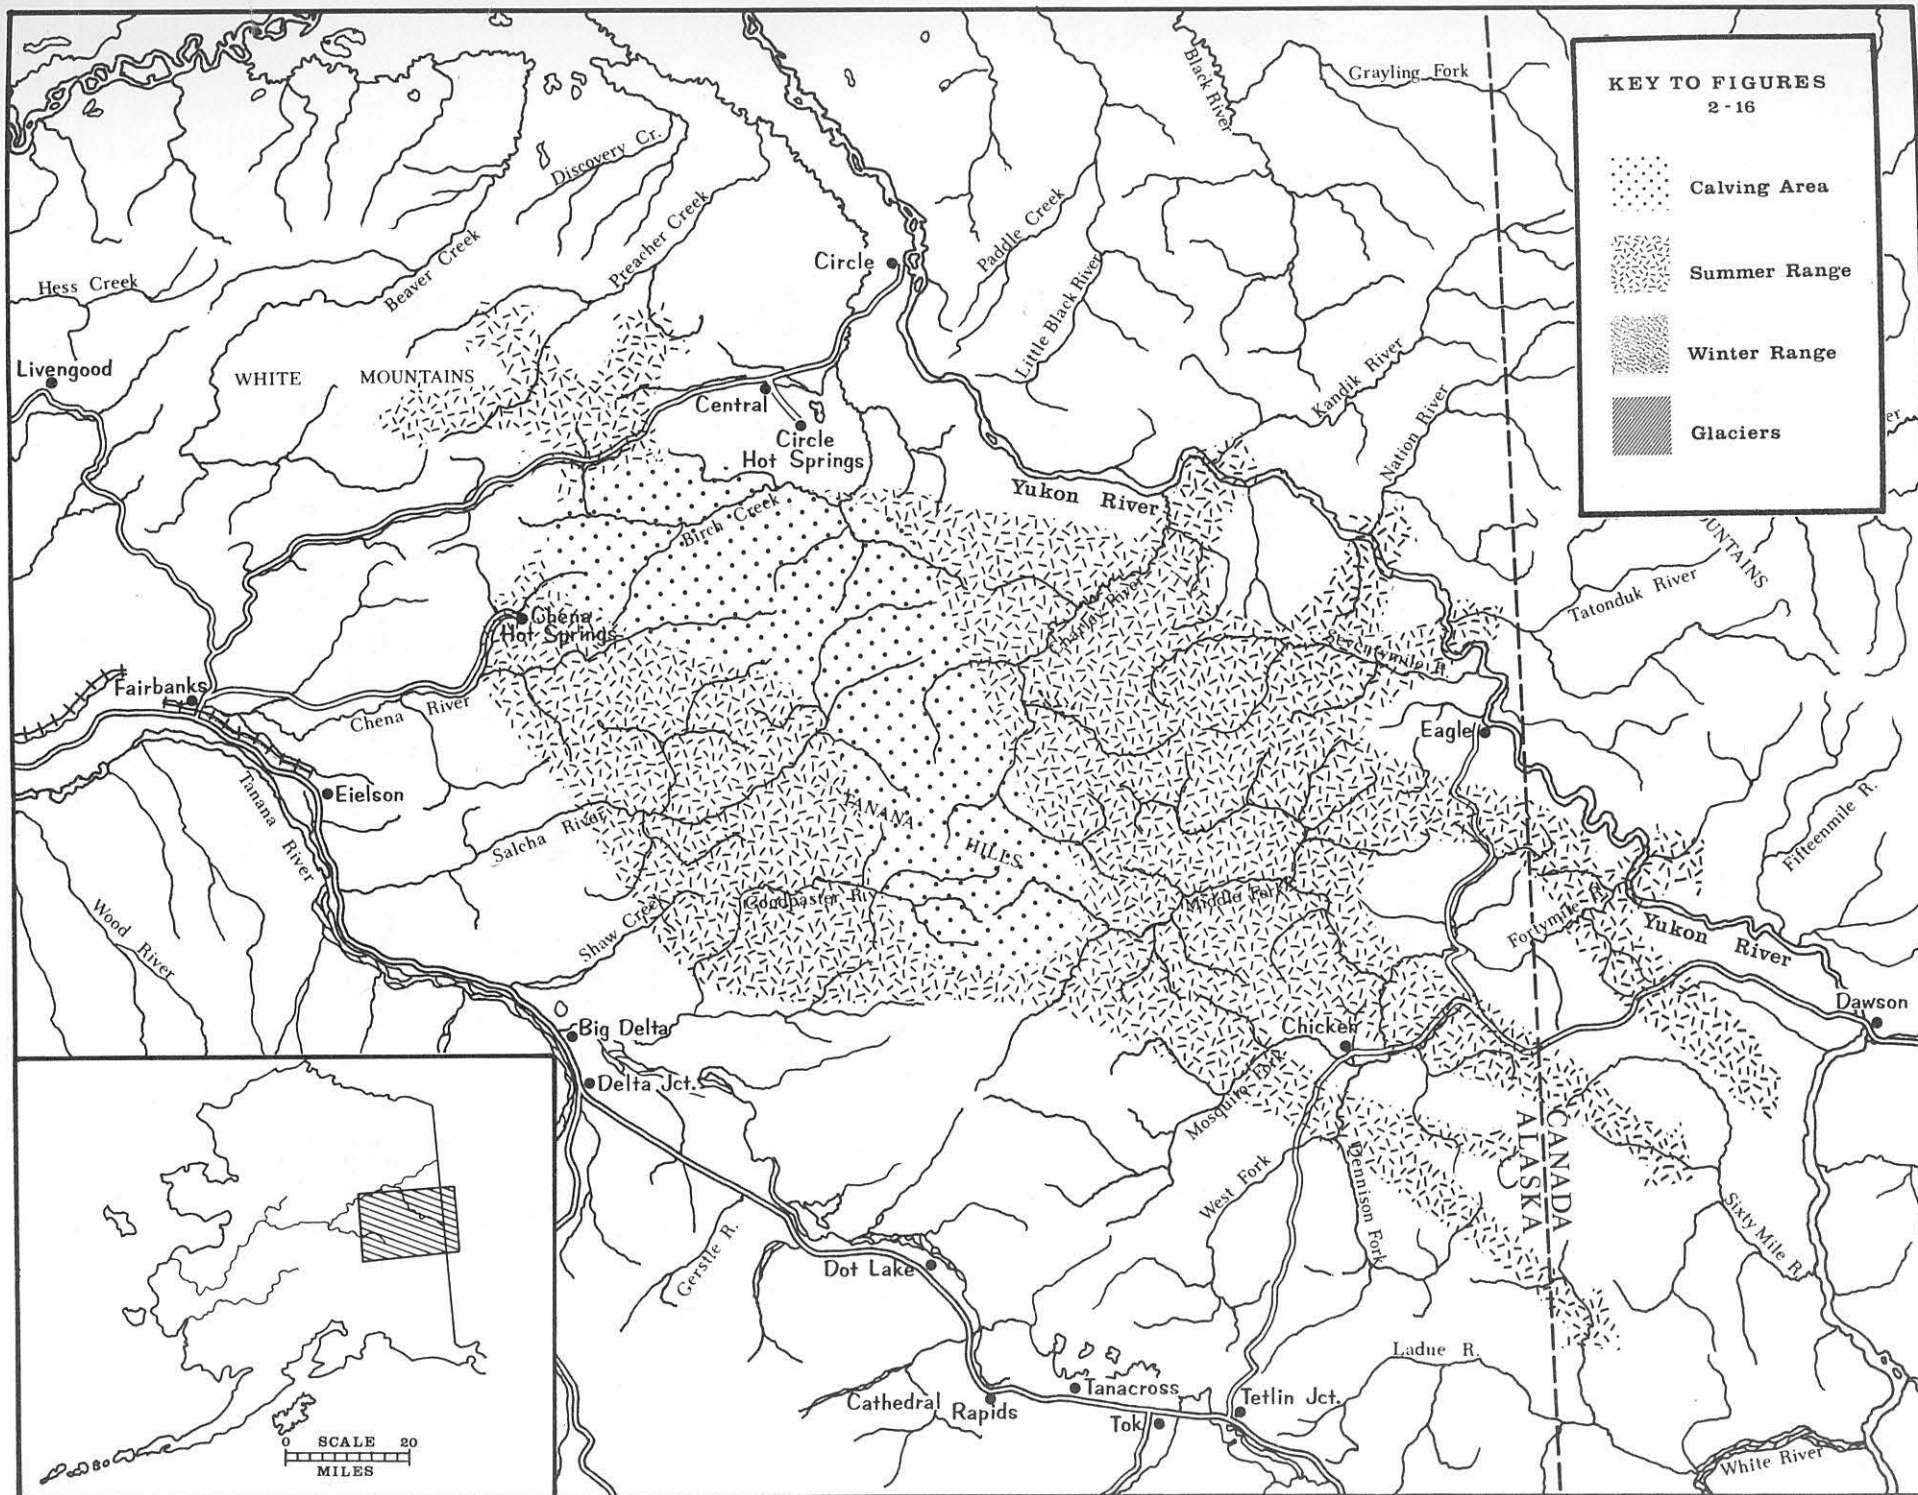 KEY TO FIGURES
2 - 16
Calving Area
Summer Range
Winter Range
Glaciers
Black River
Grayling Fork
Discovery Cr.
Preacher Creek
Beaver Creek
Hess Creek
Paddle Creek
Little Black River
Circle
Kandik River
Nation River
er
Livengood
WHITE
MOUNTAINS
Central
Circle
Hot Springs
Yukon River
Birch Creek
OUNTAINS
Tatonduk River
Charley River
Seventymile R.
Chena
Hot Springs
Fairbanks
Chena River
Eagle
Eielson
Tanana
River
Salcha River
TANANA
HILLS
Fifteenmile R.
Wood River
Shaw Creek
Goodpaster R.
Middle Fork
Fortymile R.
Yukon River
Dawson
Big Delta
Chicken
Delta Jct.
Mosquito Fork
CANADA
ALASKA
West Fork
Dennison Fork
Sixty Mile R.
Gerstle R.
Dot Lake
Ladue R.
Cathedral
Rapids
Tanacross
Tok
Tetlin Jct.
White River
0 SCALE 20
MILES